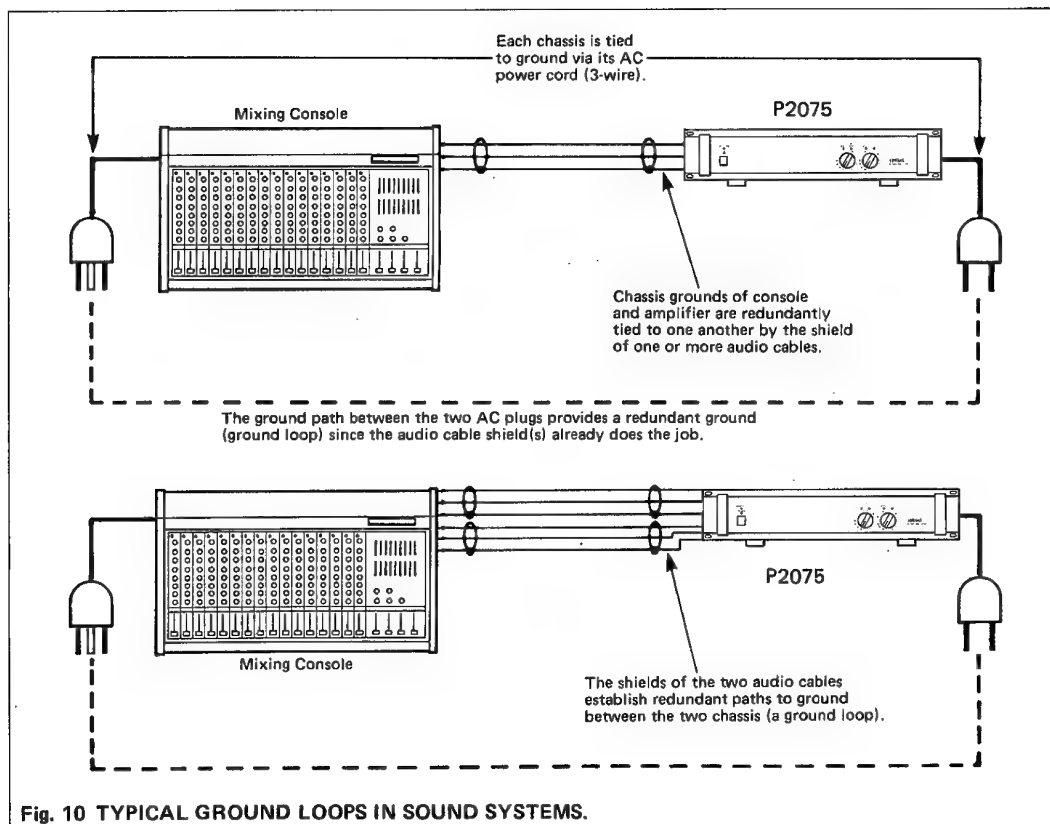 Each chassis is tied
to ground via its AC
power cord (3-wire).
Mixing Console
P2075
Chassis grounds of console
and amplifier are redundantly
tied to one another by the shield
of one or more audio cables.
The ground path between the two AC plugs provides a redundant ground
(ground loop) since the audio cable shield(s) already does the job.
P2075
Mixing Console
The shields of the two audio cables
establish redundant paths to ground
between the two chassis (a ground loop).
Fig. 10 TYPICAL GROUND LOOPS IN SOUND SYSTEMS.